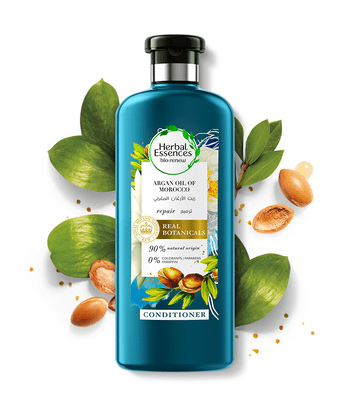 Herbal
Essences
bio:renew
ARGAN OIL OF
MOROCCO
زيت الأرغان المغربي
repair ترميم
REAL
BOTANICALS
90% natural origin
0% COLORANTS | PARABENS
PARAFFIN
CONDITIONER